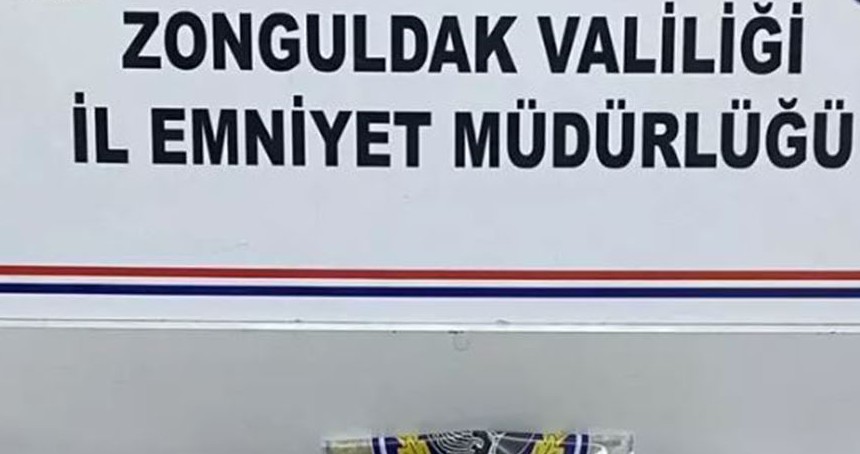 ZONGULDAK VALİLİĞİ
İL EMNİYET MÜDÜRLÜĞÜ